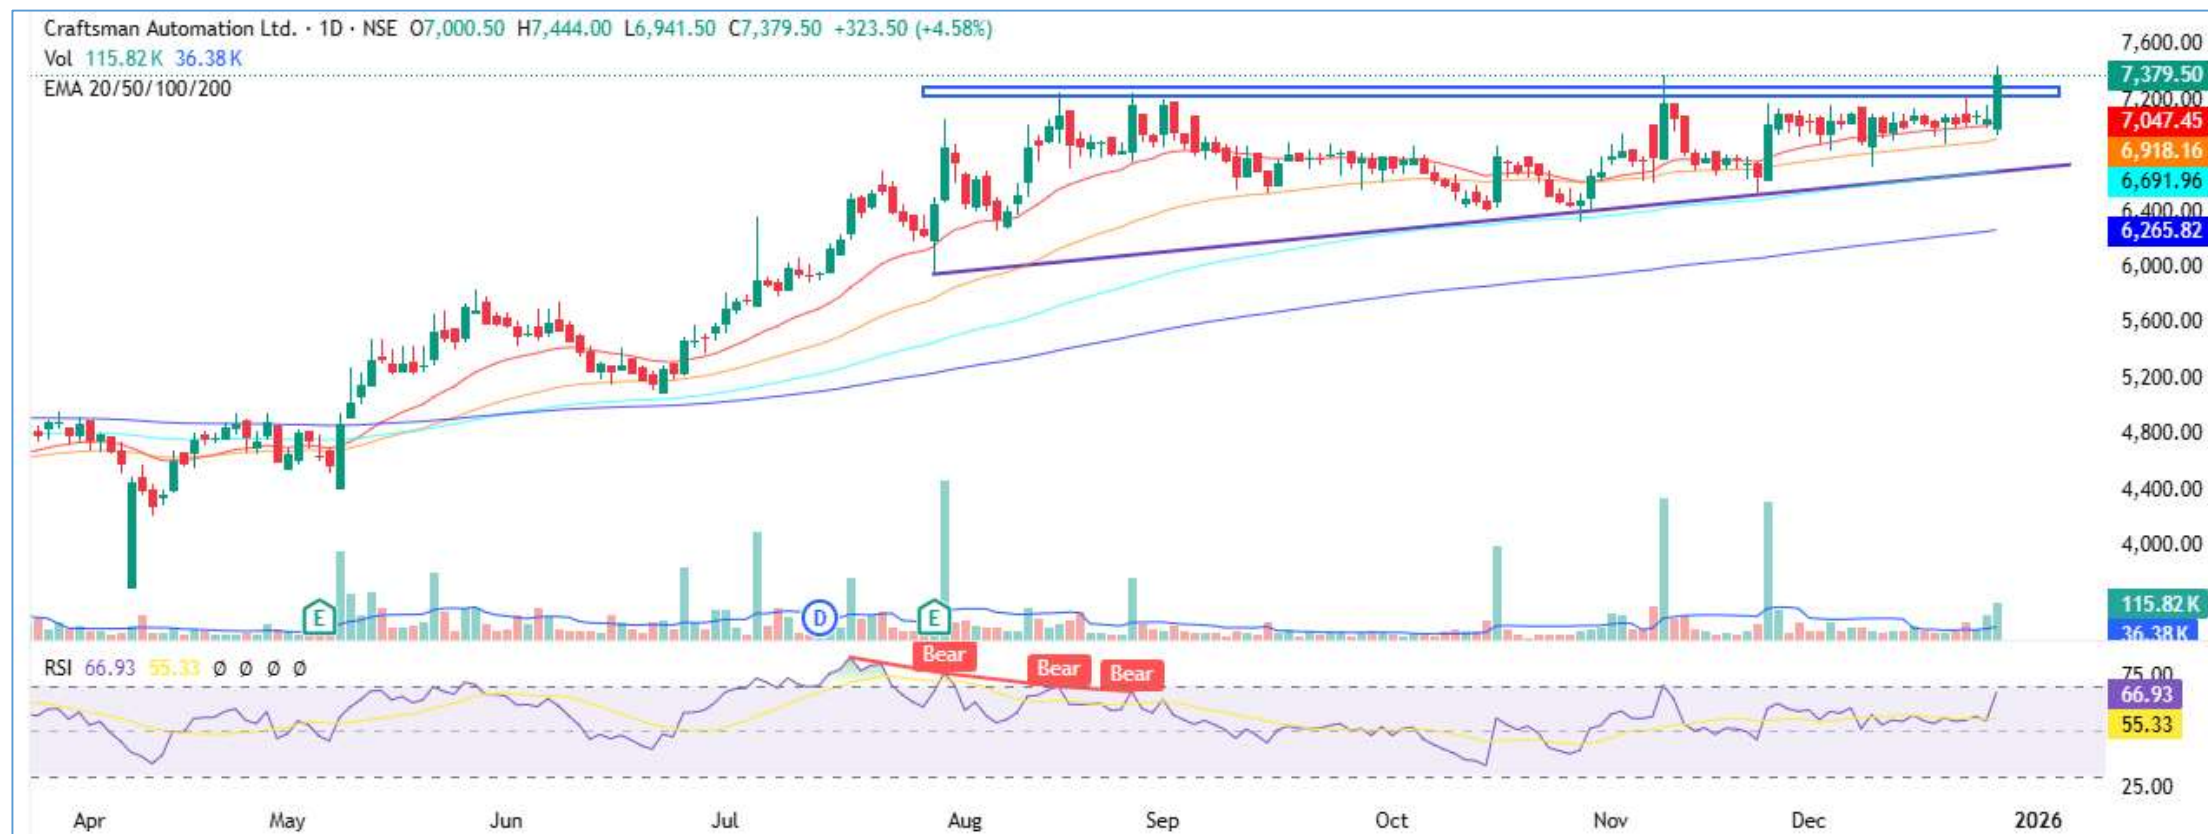 Craftsman Automation Ltd. · 1D · NSE O7,000.50 H7,444.00 L6,941.50 C7,379.50 +323.50 (+4.58%)
Vol 115.82 K 36.38 K
EMA 20/50/100/200
7,600.00
7,379.50
7,200.00
7,047.45
6,918.16
6,691.96
6,400.00
6,265.82
6,000.00
5,600.00
5,200.00
4,800.00
4,400.00
4,000.00
115.82 K
36.38 K
E D E
Bear Bear Bear
RSI 66.93 55.33 Ø Ø Ø Ø
75.00
66.93
55.33
25.00
Apr May Jun Jul Aug Sep Oct Nov Dec 2026